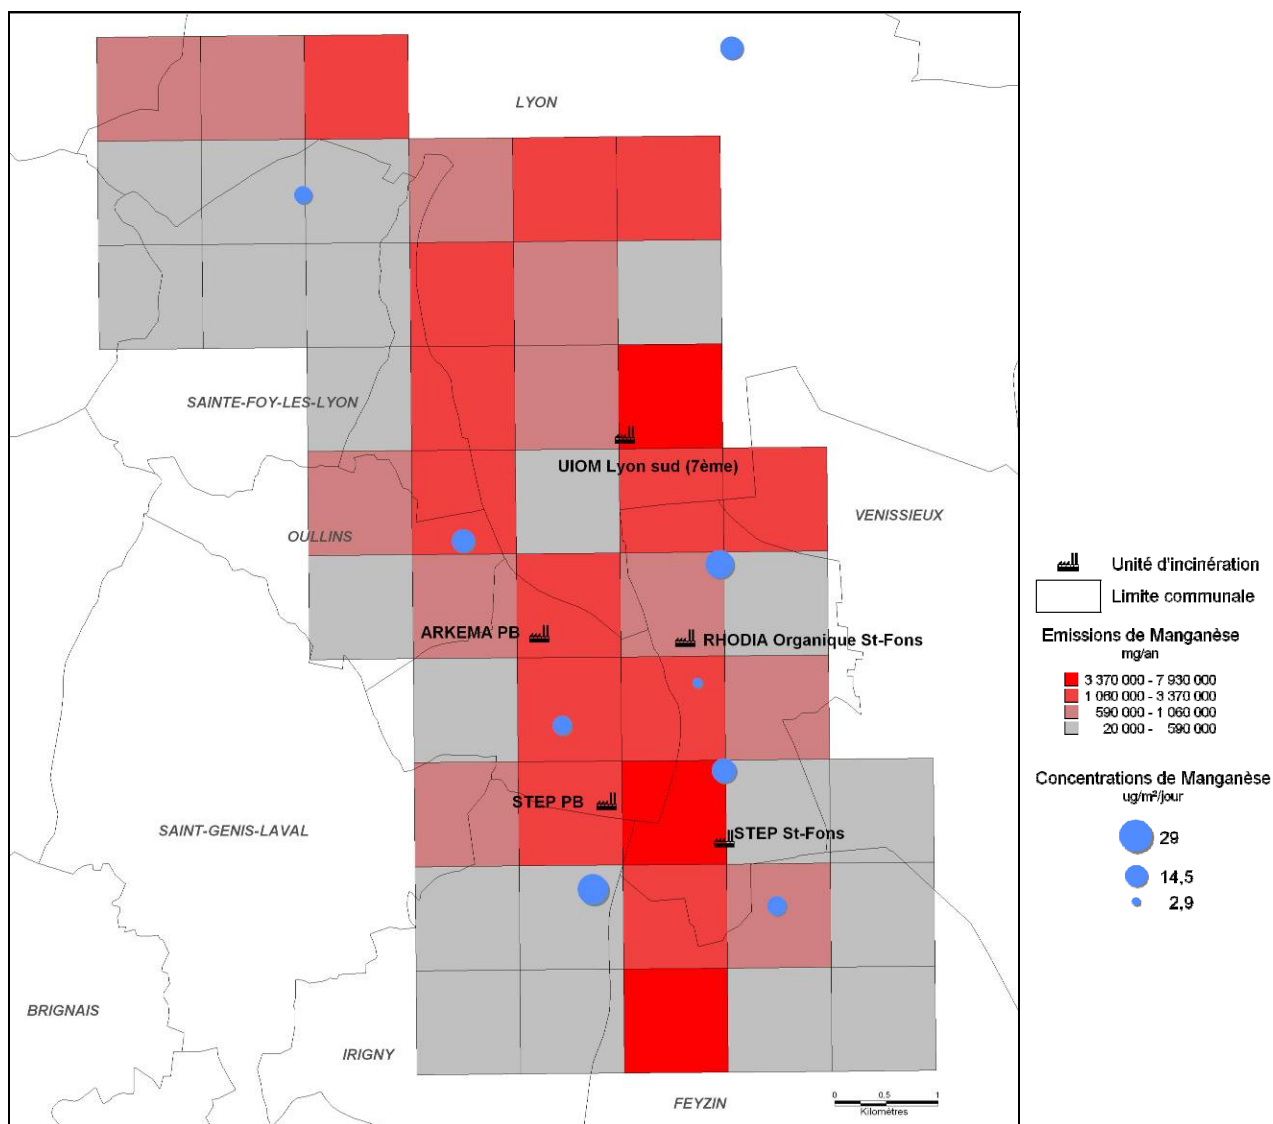 LYON
SAINTE-FOY-LES-LYON
UIOM Lyon sud (7ème)
VENISSIEUX
OULLINS
ARKEMA PB
RHODIA Organique St-Fons
STEP PB
STEP St-Fons
SAINT-GENIS-LAVAL
BRIGNAIS
IRIGNY
FEYZIN
0 0,5 1
Kilomètres
Unité d'incinération
Limite communale
Emissions de Manganèse
mg/an
3 370 000 - 7 930 000
1 060 000 - 3 370 000
590 000 - 1 060 000
20 000 - 590 000
Concentrations de Manganèse
ug/m²/jour
29
14,5
2,9